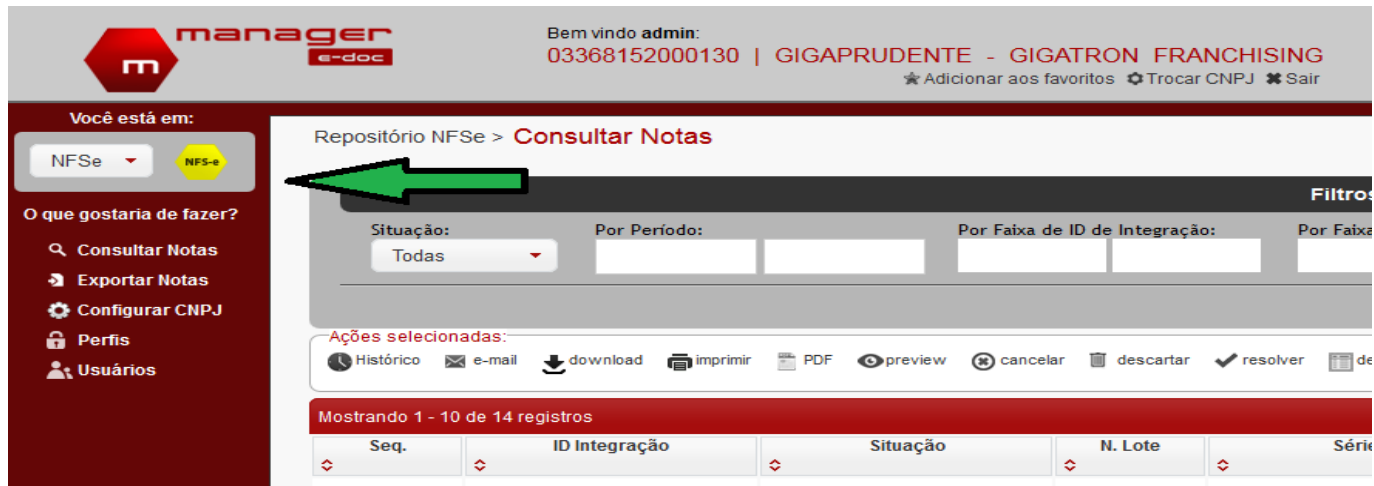 manager
e-doc
m
Bem vindo admin:
03368152000130 | GIGAPRUDENTE - GIGATRON FRANCHISING
Adicionar aos favoritos Trocar CNPJ Sair
Você está em:
NFSe
NFS-e
O que gostaria de fazer?
Consultar Notas
Exportar Notas
Configurar CNPJ
Perfis
Usuários
Repositório NFSe > Consultar Notas
Filtros
Situação: Por Período: Por Faixa de ID de Integração: Por Faixa
Todas
Ações selecionadas:
Histórico e-mail download imprimir PDF preview cancelar descartar resolver de
Mostrando 1 - 10 de 14 registros
Seq. ID Integração Situação N. Lote Série